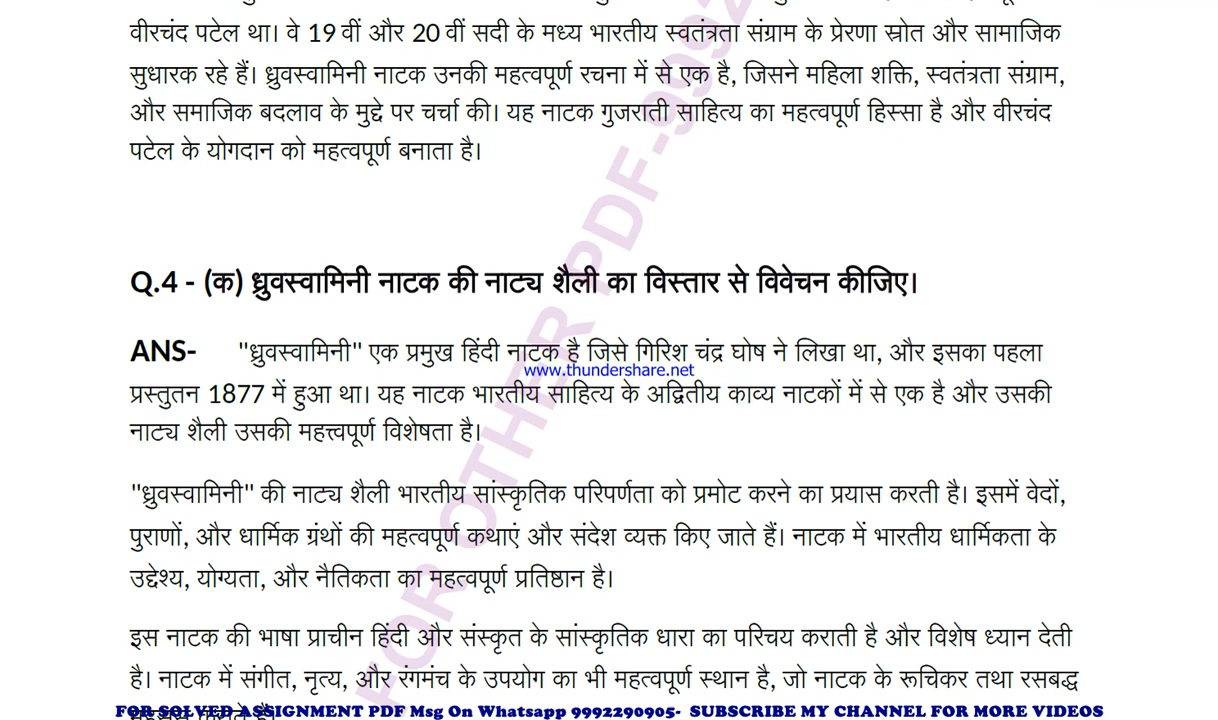 वीरचंद पटेल था। वे 19 वीं और 20 वीं सदी के मध्य भारतीय स्वतंत्रता संग्राम के प्रेरणा स्रोत और सामाजिक
सुधारक रहे हैं। ध्रुवस्वामिनी नाटक उनकी महत्वपूर्ण रचना में से एक है, जिसने महिला शक्ति, स्वतंत्रता संग्राम,
और समाजिक बदलाव के मुद्दे पर चर्चा की। यह नाटक गुजराती साहित्य का महत्वपूर्ण हिस्सा है और वीरचंद
पटेल के योगदान को महत्वपूर्ण बनाता है।
Q.4 - (क) ध्रुवस्वामिनी नाटक की नाट्य शैली का विस्तार से विवेचन कीजिए।
ANS- "ध्रुवस्वामिनी" एक प्रमुख हिंदी नाटक है जिसे गिरिश चंद्र घोष ने लिखा था, और इसका पहला
www.thundershare.net
प्रस्तुतन 1877 में हुआ था। यह नाटक भारतीय साहित्य के अद्वितीय काव्य नाटकों में से एक है और उसकी
नाट्य शैली उसकी महत्त्वपूर्ण विशेषता है।
"ध्रुवस्वामिनी" की नाट्य शैली भारतीय सांस्कृतिक परिपर्णता को प्रमोट करने का प्रयास करती है। इसमें वेदों,
पुराणों, और धार्मिक ग्रंथों की महत्वपूर्ण कथाएं और संदेश व्यक्त किए जाते हैं। नाटक में भारतीय धार्मिकता के
उद्देश्य, योग्यता, और नैतिकता का महत्वपूर्ण प्रतिष्ठान है।
इस नाटक की भाषा प्राचीन हिंदी और संस्कृत के सांस्कृतिक धारा का परिचय कराती है और विशेष ध्यान देती
है। नाटक में संगीत, नृत्य, और रंगमंच के उपयोग का भी महत्वपूर्ण स्थान है, जो नाटक के रूचिकर तथा रसबद्ध
FOR SOLVED ASSIGNMENT PDF Msg On Whatsapp 9992290905- SUBSCRIBE MY CHANNEL FOR MORE VIDEOS
FOR OTHER PDF-9992